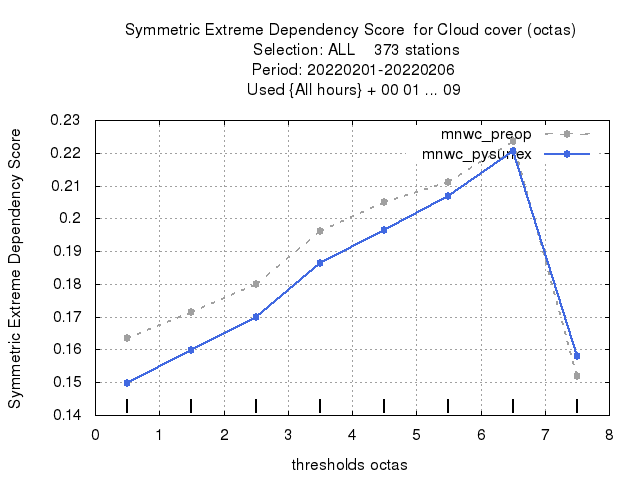 Symmetric Extreme Dependency Score for Cloud cover (octas)
Selection: ALL 373 stations
Period: 20220201-20220206
Used {All hours} + 00 01 ... 09
Symmetric Extreme Dependency Score
0.23
0.22
0.21
0.2
0.19
0.18
0.17
0.16
0.15
0.14
mnwc_preop
mnwc_pysurfex
0 1 2 3 4 5 6 7 8
thresholds octas